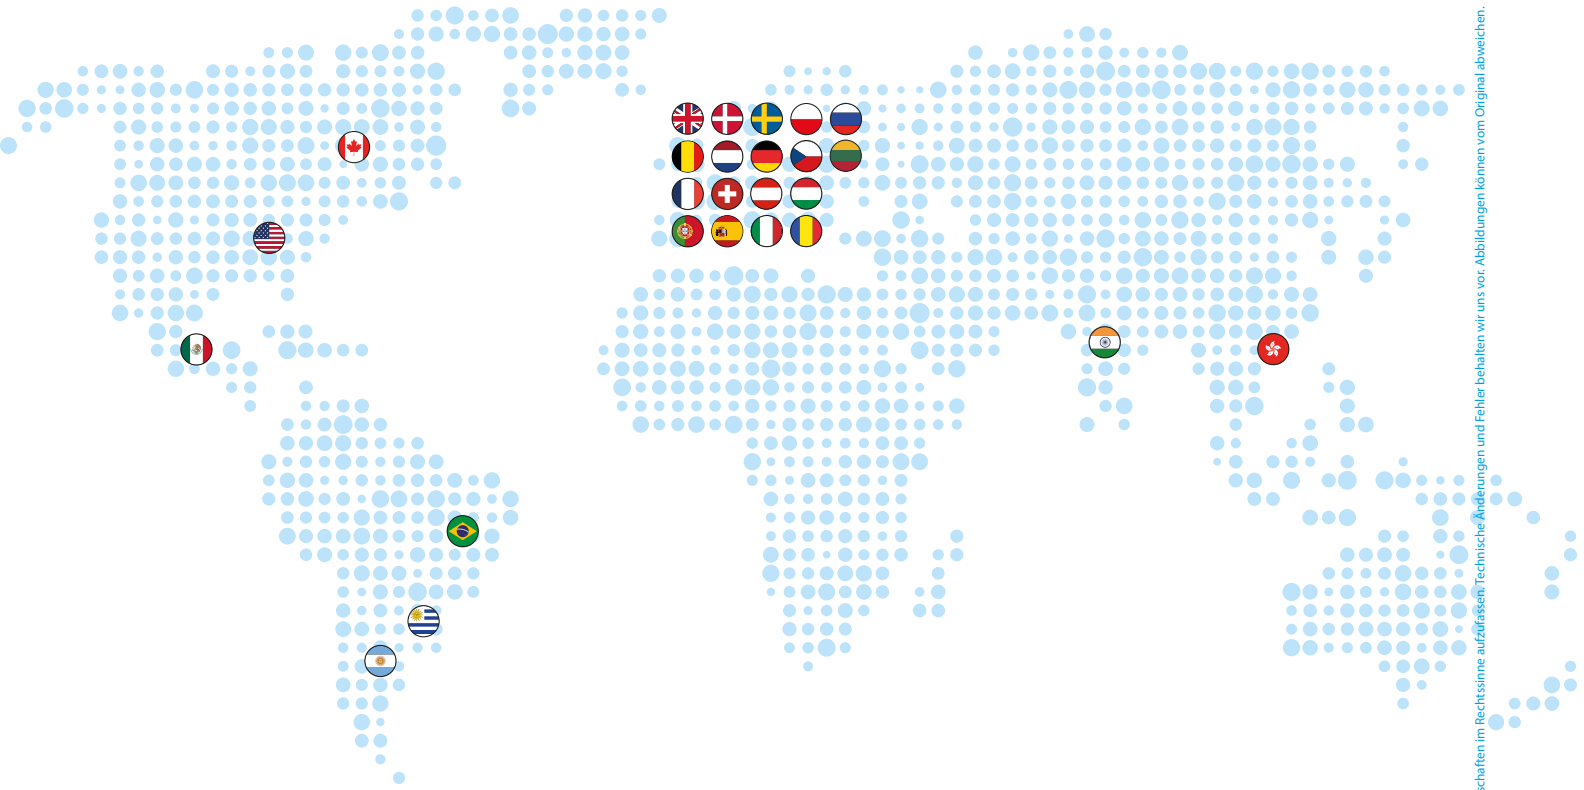 schaften im Rechtssinne aufzufassen. Technische Änderungen und Fehler behalten wir uns vor. Abbildungen können vom Original abweichen.